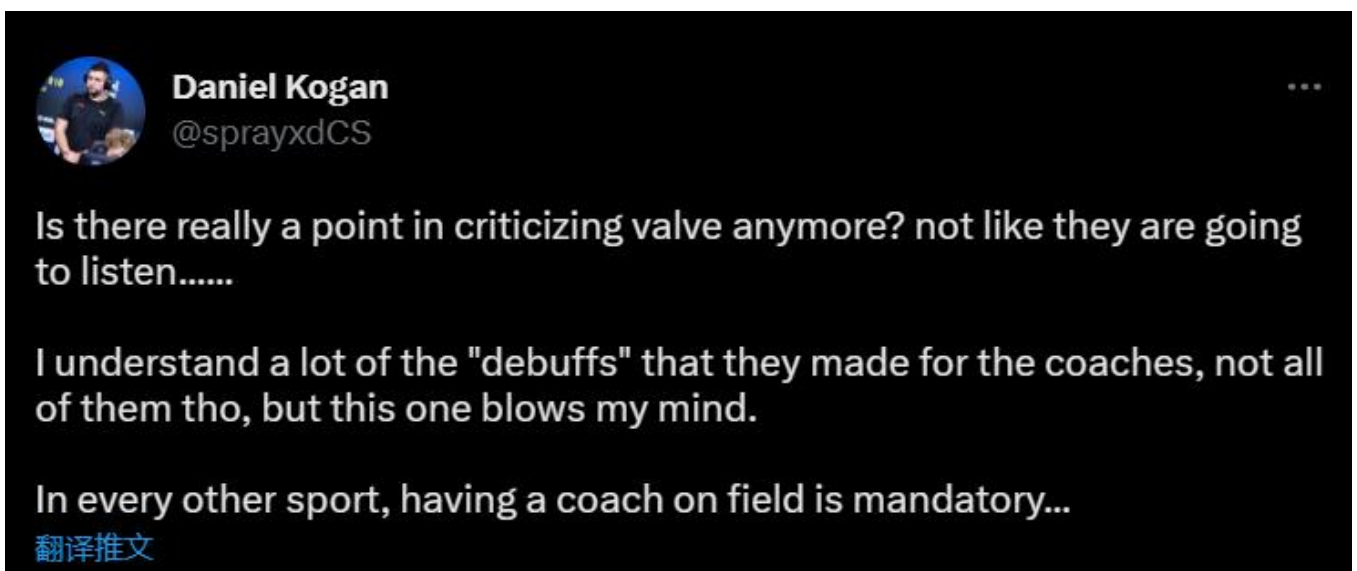 Daniel Kogan
@sprayxdCS
Is there really a point in criticizing valve anymore? not like they are going
to listen......
I understand a lot of the "debuffs" that they made for the coaches, not all
of them tho, but this one blows my mind.
In every other sport, having a coach on field is mandatory...
翻译推文